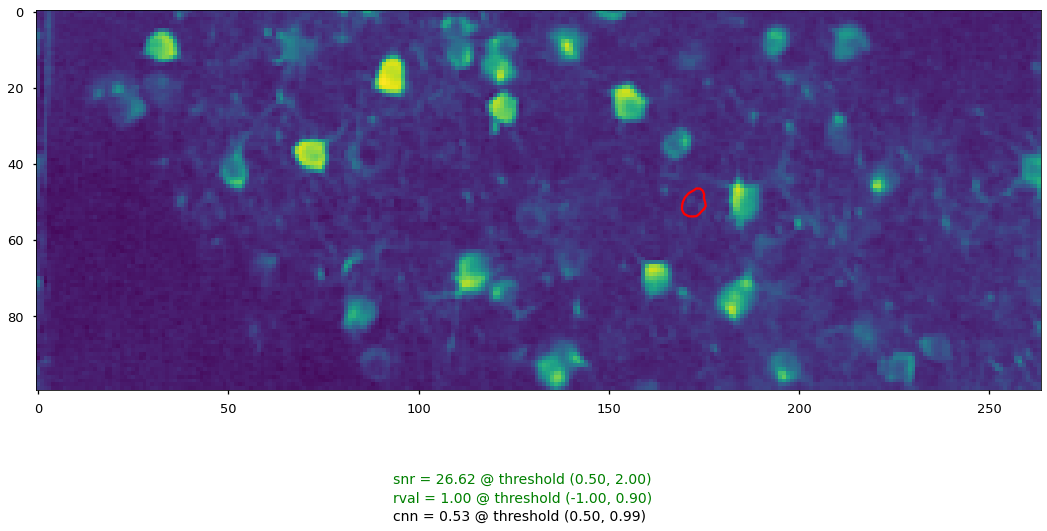 0
20
40
60
80
0 50 100 150 200 250
snr = 26.62 @ threshold (0.50, 2.00)
rval = 1.00 @ threshold (-1.00, 0.90)
cnn = 0.53 @ threshold (0.50, 0.99)